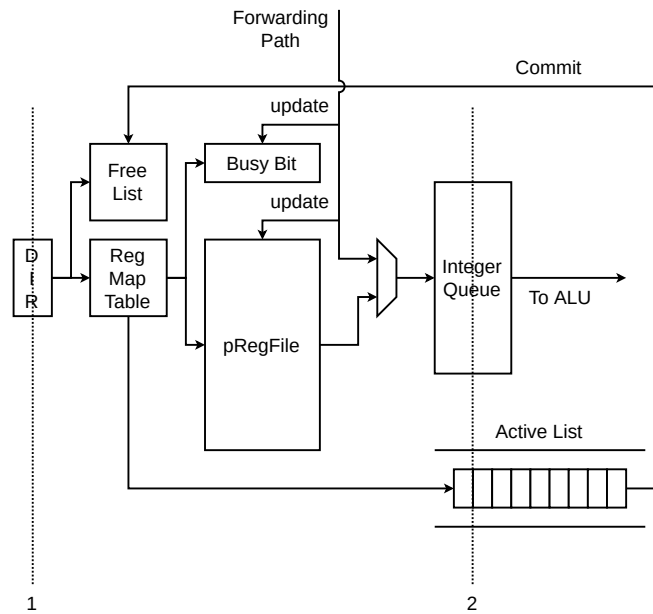 Forwarding
Path
Commit
update
Free
List
Busy Bit
update
D
I
R
Reg
Map
Table
Integer
Queue
To ALU
pRegFile
Active List
1
2